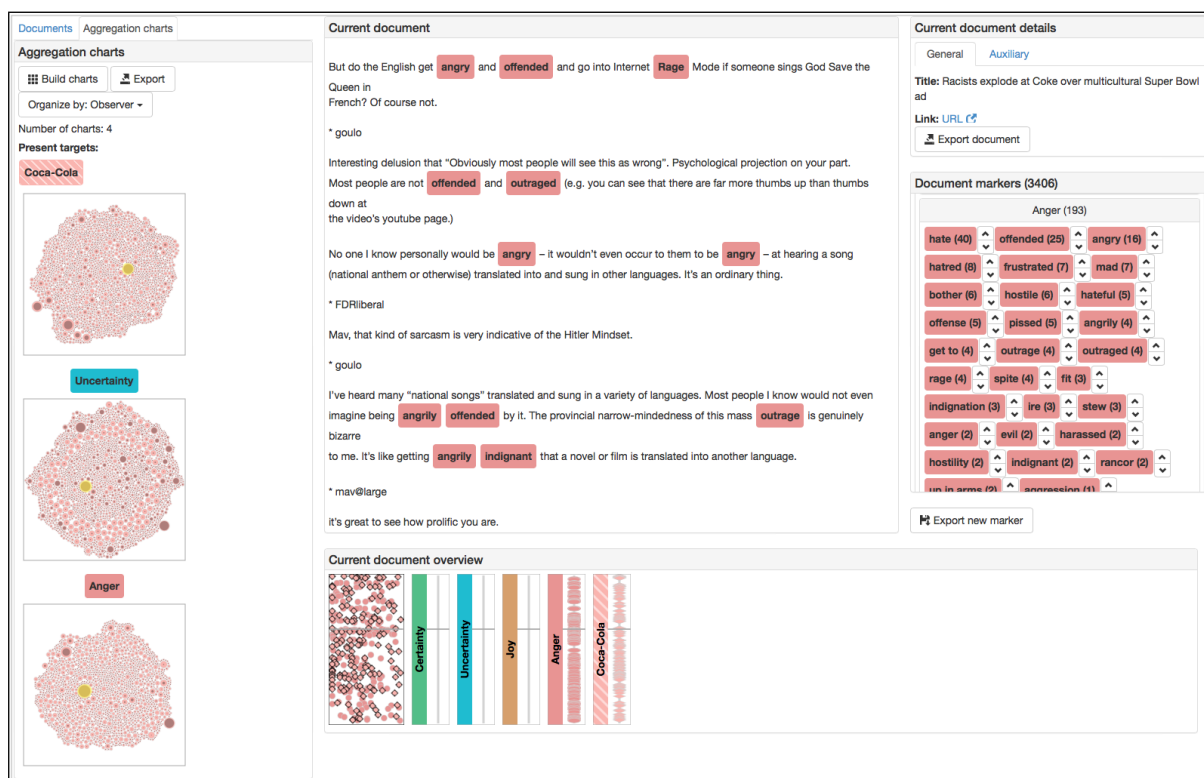 Documents
Aggregation charts
Aggregation charts
Build charts
Export
Organize by: Observer
Number of charts: 4
Present targets:
Coca-Cola
Uncertainty
Anger
Current document
But do the English get angry and offended and go into Internet Rage Mode if someone sings God Save the
Queen in
French? Of course not.
* goulo
Interesting delusion that “Obviously most people will see this as wrong”. Psychological projection on your part.
Most people are not offended and outraged (e.g. you can see that there are far more thumbs up than thumbs
down at
the video's youtube page.)
No one I know personally would be angry – it wouldn't even occur to them to be angry – at hearing a song
(national anthem or otherwise) translated into and sung in other languages. It's an ordinary thing.
* FDRliberal
May, that kind of sarcasm is very indicative of the Hitler Mindset.
* goulo
I've heard many “national songs” translated and sung in a variety of languages. Most people I know would not even
imagine being angrily offended by it. The provincial narrow-mindedness of this mass outrage is genuinely
bizarre
to me. It's like getting angrily indignant that a novel or film is translated into another language.
* mav@large
it's great to see how prolific you are.
Current document overview
Certainty
Uncertainty
Joy
Anger
Coca-Cola
Current document details
General
Auxiliary
Title: Racists explode at Coke over multicultural Super Bowl
ad
Link: URL
Export document
Document markers (3406)
Anger (193)
hate (40) offended (25) angry (16)
hatred (8) frustrated (7) mad (7)
bother (6) hostile (6) hateful (5)
offense (5) pissed (5) angrily (4)
get to (4) outrage (4) outraged (4)
rage (4) spite (4) fit (3)
indignation (3) ire (3) stew (3)
anger (2) evil (2) harassed (2)
hostility (2) indignant (2) rancor (2)
up in arms (2) aggression (1)
Export new marker